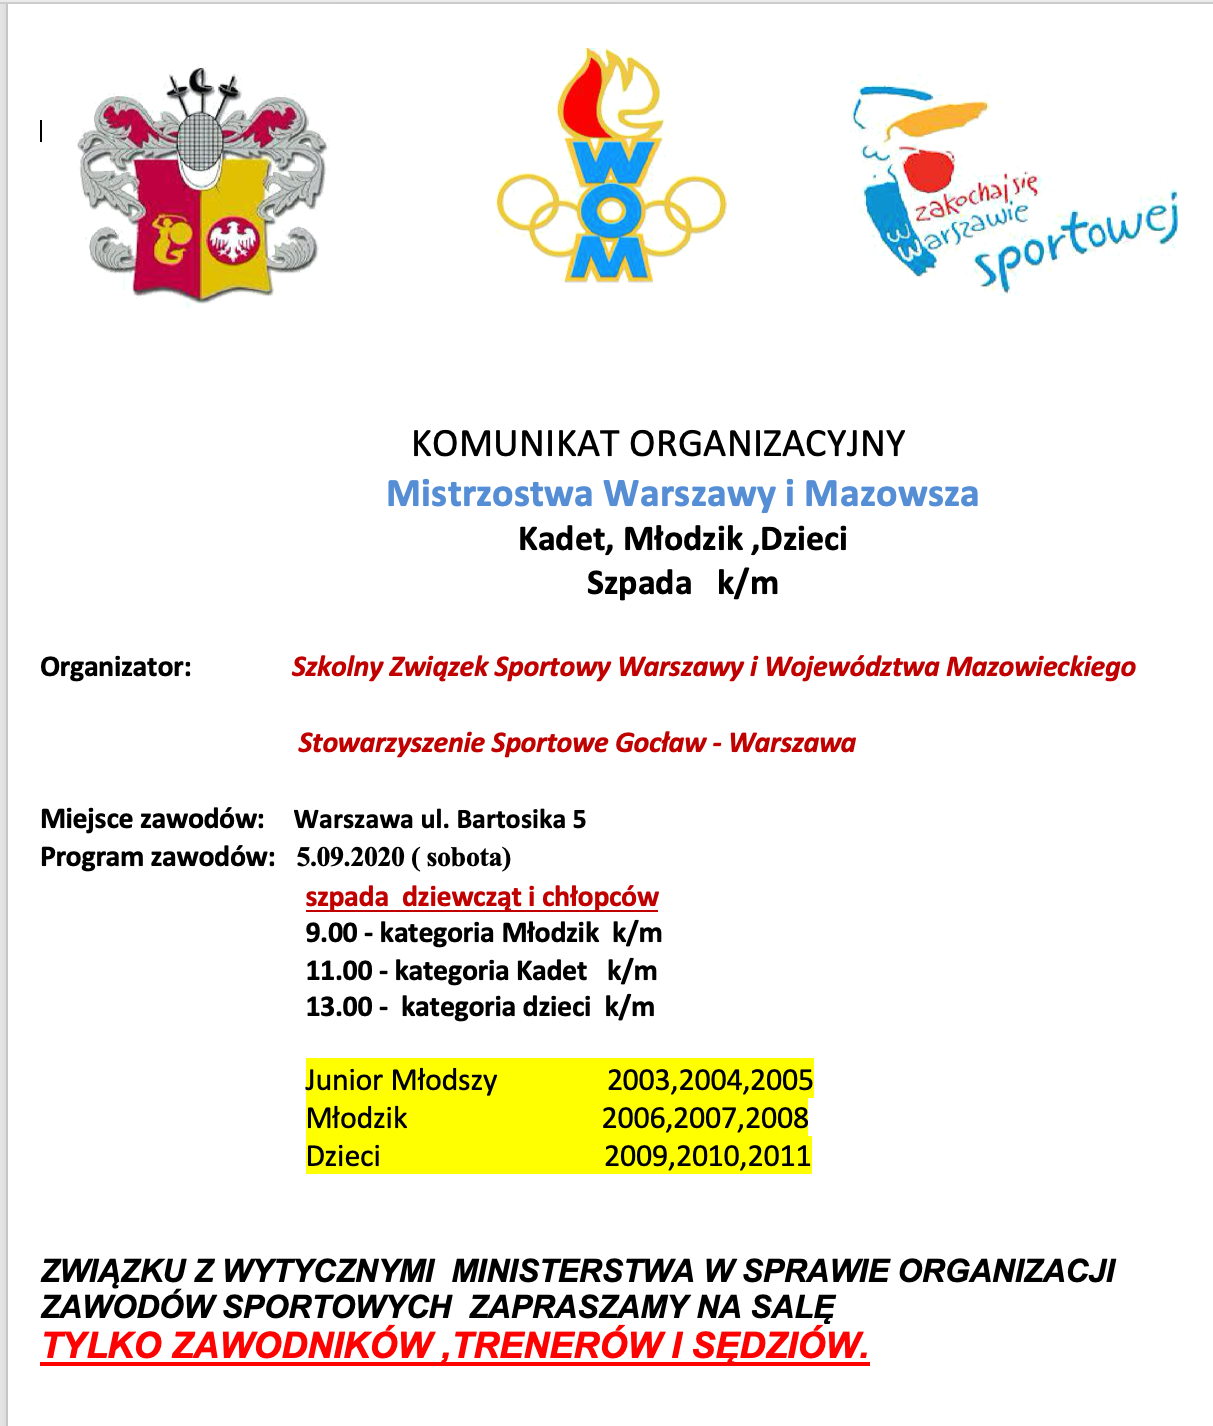 WOM
zakochaj się
w warszawie
sportowej
KOMUNIKAT ORGANIZACYJNY
Mistrzostwa Warszawy i Mazowsza
Kadet, Młodzik ,Dzieci
Szpada k/m
Organizator: Szkolny Związek Sportowy Warszawy i Województwa Mazowieckiego
Stowarzyszenie Sportowe Gocław - Warszawa
Miejsce zawodów: Warszawa ul. Bartosika 5
Program zawodów: 5.09.2020 ( sobota)
szpada dziewcząt i chłopców
9.00 - kategoria Młodzik k/m
11.00 - kategoria Kadet k/m
13.00 - kategoria dzieci k/m
Junior Młodszy 2003,2004,2005
Młodzik 2006,2007,2008
Dzieci 2009,2010,2011
ZWIĄZKU Z WYTYCZNYMI MINISTERSTWA W SPRAWIE ORGANIZACJI
ZAWODÓW SPORTOWYCH ZAPRASZAMY NA SALĘ
TYLKO ZAWODNIKÓW ,TRENERÓW I SĘDZIÓW.